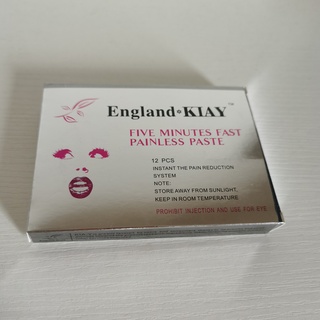 England·KIAY™
FIVE MINUTES FAST
PAINLESS PASTE
12 PCS
INSTANT THE PAIN REDUCTION
SYSTEM
NOTE:
STORE AWAY FROM SUNLIGHT,
KEEP IN ROOM TEMPERATURE
PROHIBIT INJECTION AND USE FOR EYE